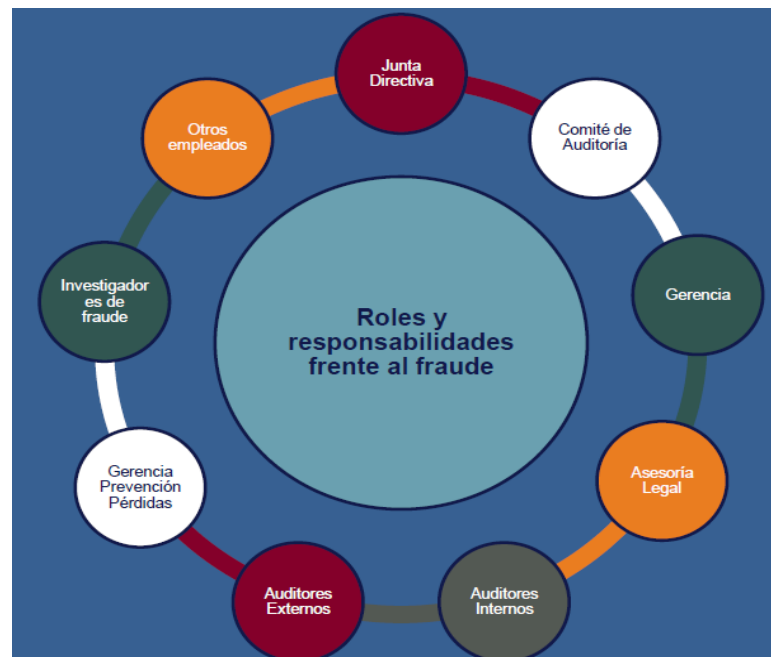 Junta
Directiva
Comité de
Auditoría
Gerencia
Asesoría
Legal
Auditores
Internos
Auditores
Externos
Gerencia
Prevención
Pérdidas
Investigador
es de
fraude
Otros
empleados
Roles y
responsabilidades
frente al fraude